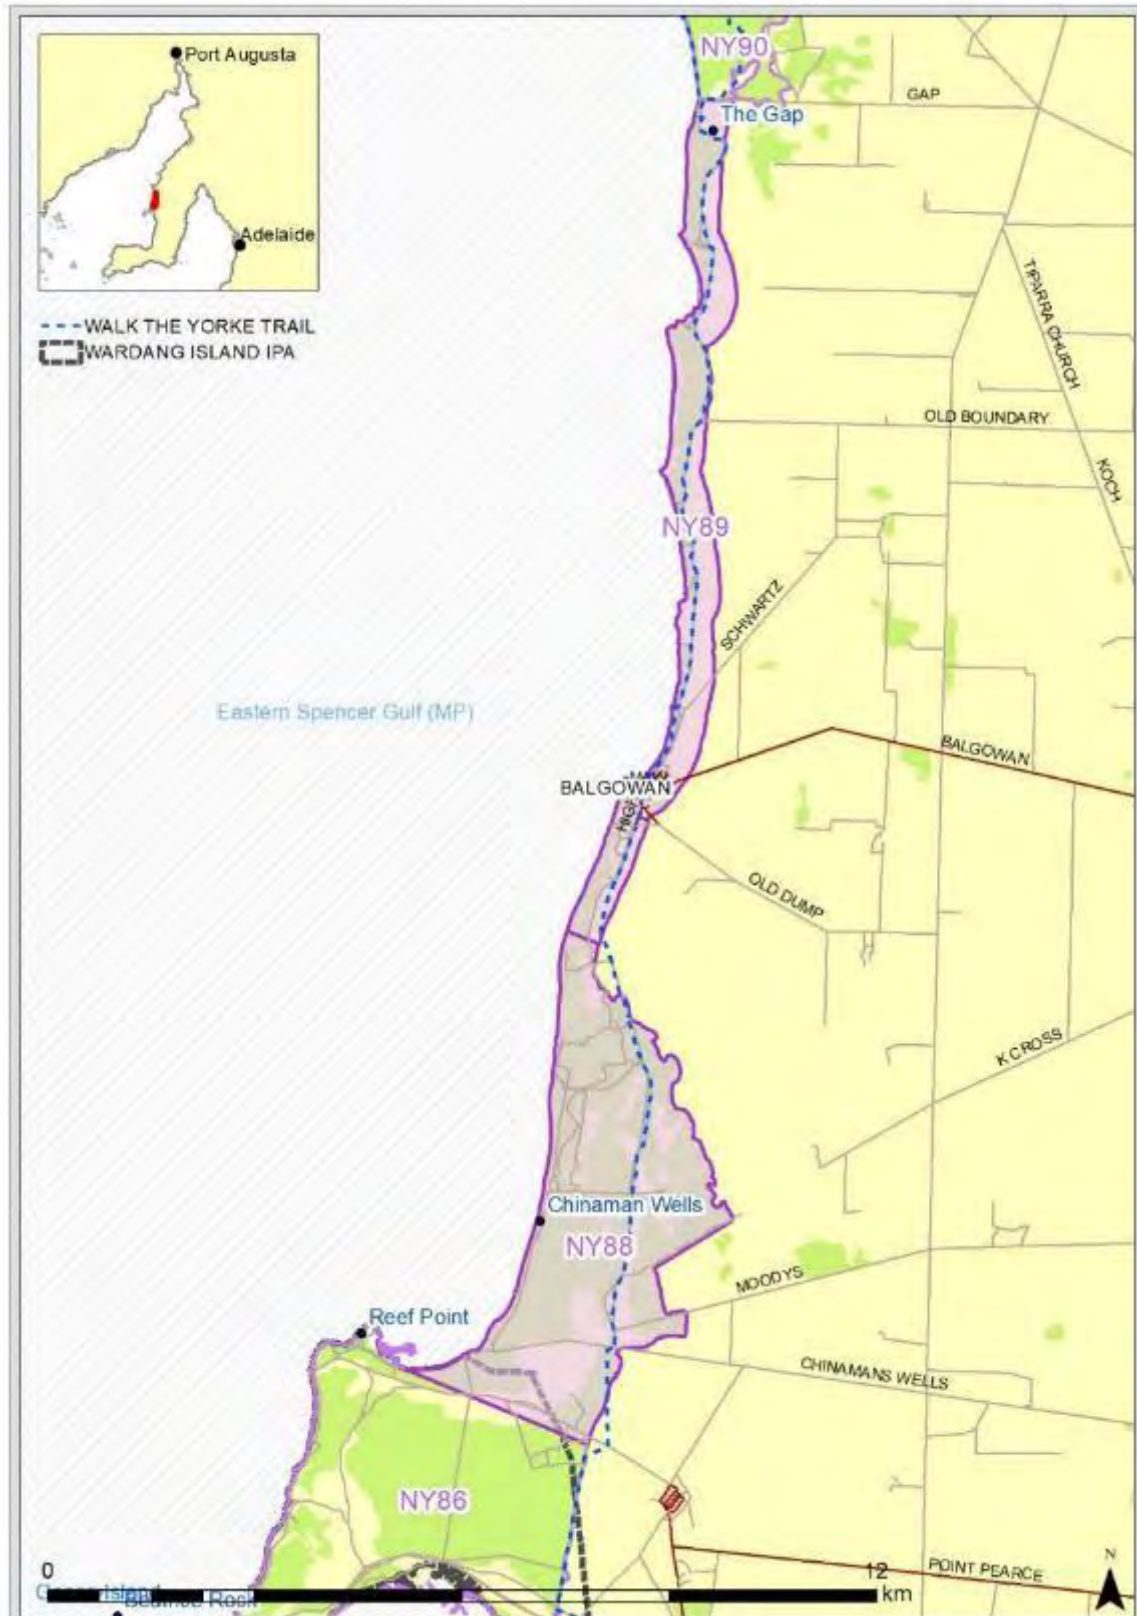 Port Augusta
Adelaide
WALK THE YORKE TRAIL
WARDANG ISLAND IPA
NY90
The Gap
GAP
TIPARRA CHURCH
OLD BOUNDARY
KOCH
NY89
SCHWARTZ
Eastern Spencer Gulf (MP)
BALGOWAN
BALGOWAN
OLD DUMP
K CROSS
Chinaman Wells
NY88
MOODYS
Reef Point
CHINAMANS WELLS
NY86
POINT PEARCE
N
0
12
km